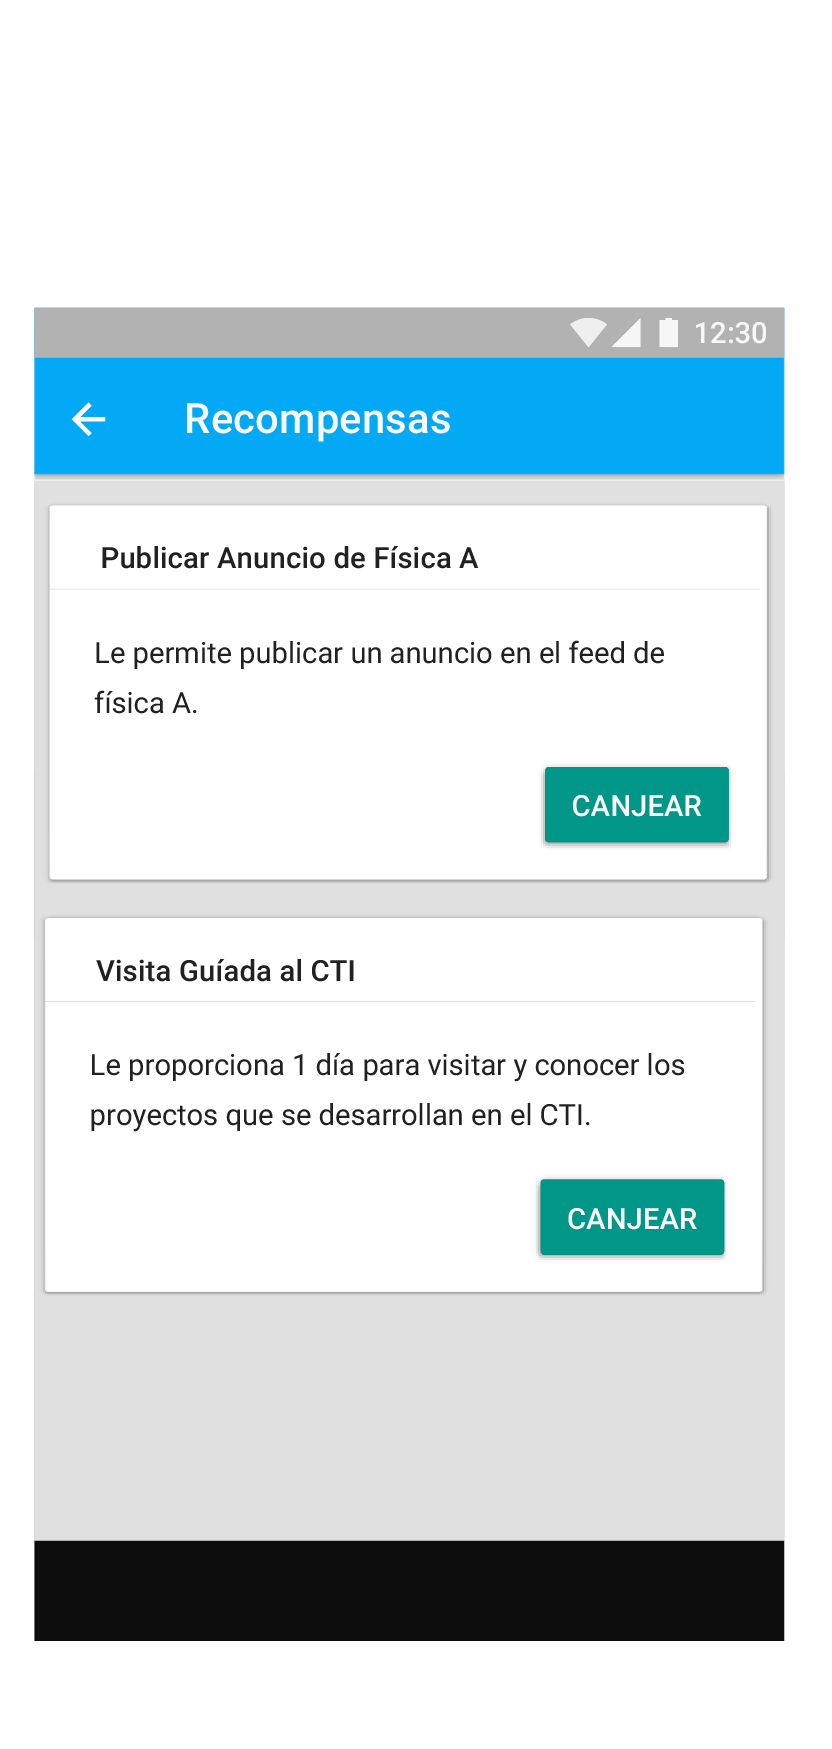 12:30
Recompensas
Publicar Anuncio de Física A
Le permite publicar un anuncio en el feed de
física A.
CANJEAR
Visita Guíada al CTI
Le proporciona 1 día para visitar y conocer los
proyectos que se desarrollan en el CTI.
CANJEAR